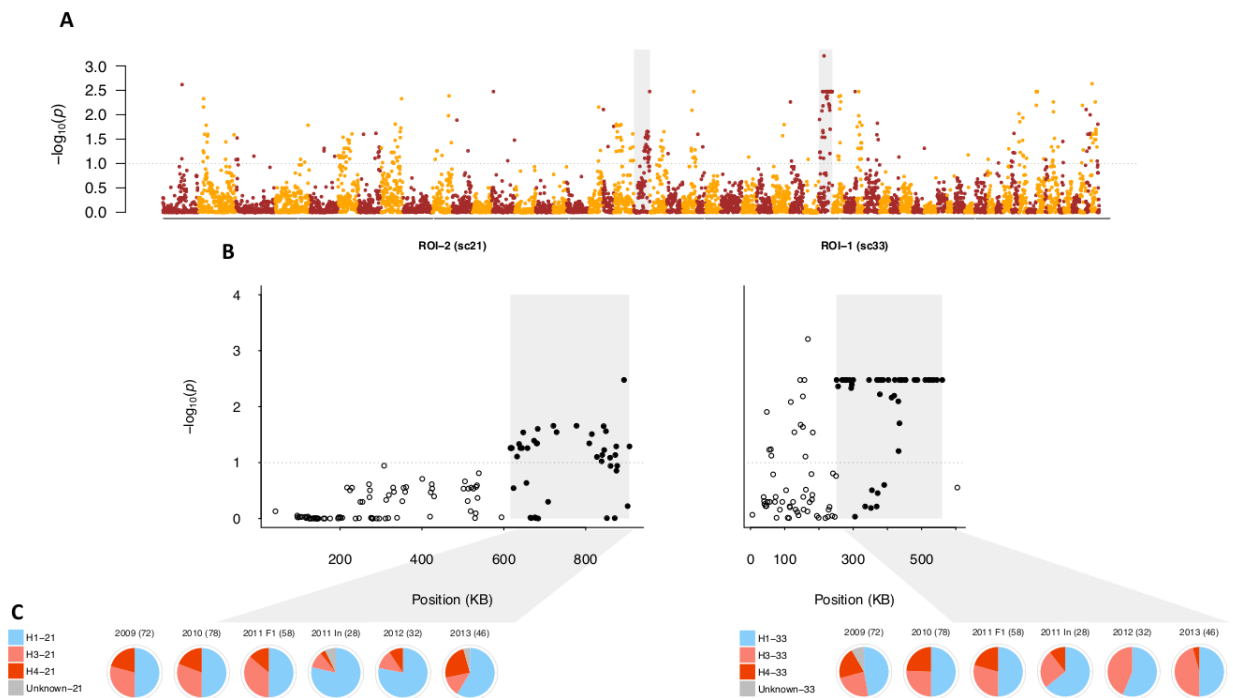 A
3.0
2.5
2.0
1.5
1.0
0.5
0.0
−log10(p)
ROI−2 (sc21)
ROI−1 (sc33)
B
4
3
2
1
0
−log10(p)
200 400 600 800
0 100 300 500
Position (KB)
Position (KB)
C
H1−21
H3−21
H4−21
Unknown−21
2009 (72) 2010 (78) 2011 F1 (58) 2011 In (28) 2012 (32) 2013 (46)
H1−33
H3−33
H4−33
Unknown−33
2009 (72) 2010 (78) 2011 F1 (58) 2011 In (28) 2012 (32) 2013 (46)